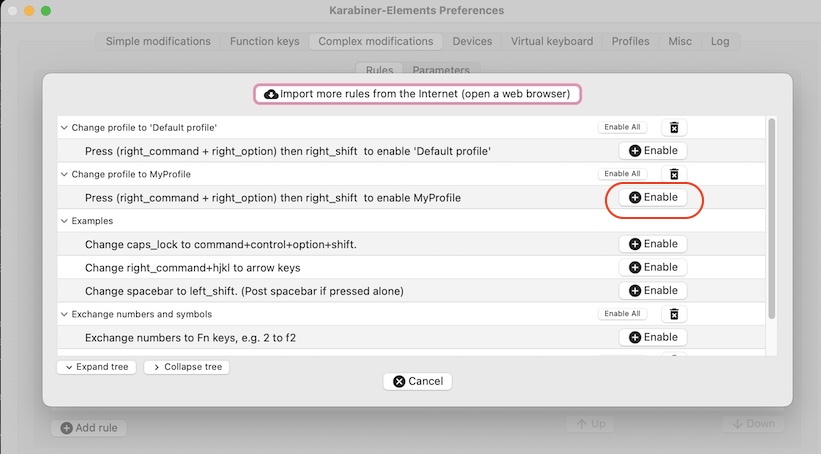 Karabiner-Elements Preferences
Simple modifications Function keys Complex modifications Devices Virtual keyboard Profiles Misc Log
Rules Parameters
Import more rules from the Internet (open a web browser)
Change profile to 'Default profile' Enable All
Press (right_command + right_option) then right_shift to enable 'Default profile' Enable
Change profile to MyProfile Enable All
Press (right_command + right_option) then right_shift to enable MyProfile Enable
Examples
Change caps_lock to command+control+option+shift. Enable
Change right_command+hjkl to arrow keys Enable
Change spacebar to left_shift. (Post spacebar if pressed alone) Enable
Exchange numbers and symbols Enable All
Exchange numbers to Fn keys, e.g. 2 to f2 Enable
Expand tree Collapse tree
Cancel
Add rule Up Down